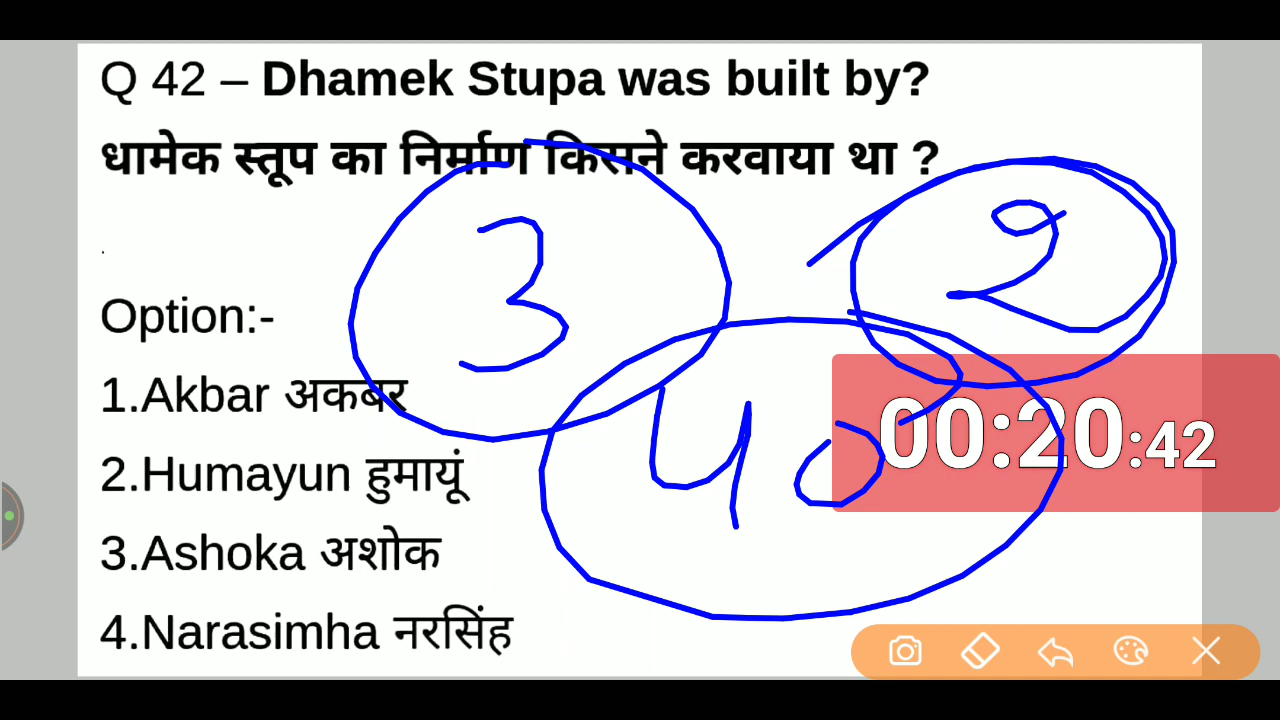 Q 42 – Dhamek Stupa was built by?
धामेक स्तूप का निर्माण किसने करवाया था ?
.
3
2
Option:-
1.Akbar अकबर
40
00:20:42
2.Humayun हुमायूं
3.Ashoka अशोक
4.Narasimha नरसिंह